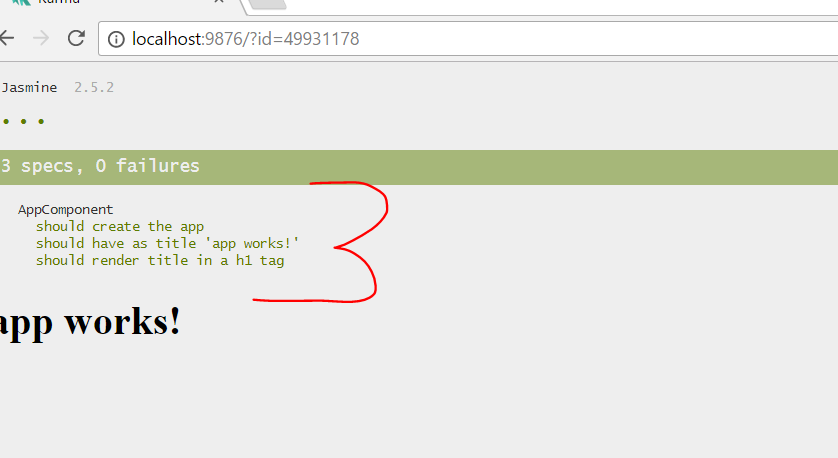 Karma
localhost:9876/?id=49931178
Jasmine 2.5.2
3 specs, 0 failures
AppComponent
should create the app
should have as title 'app works!'
should render title in a h1 tag
app works!